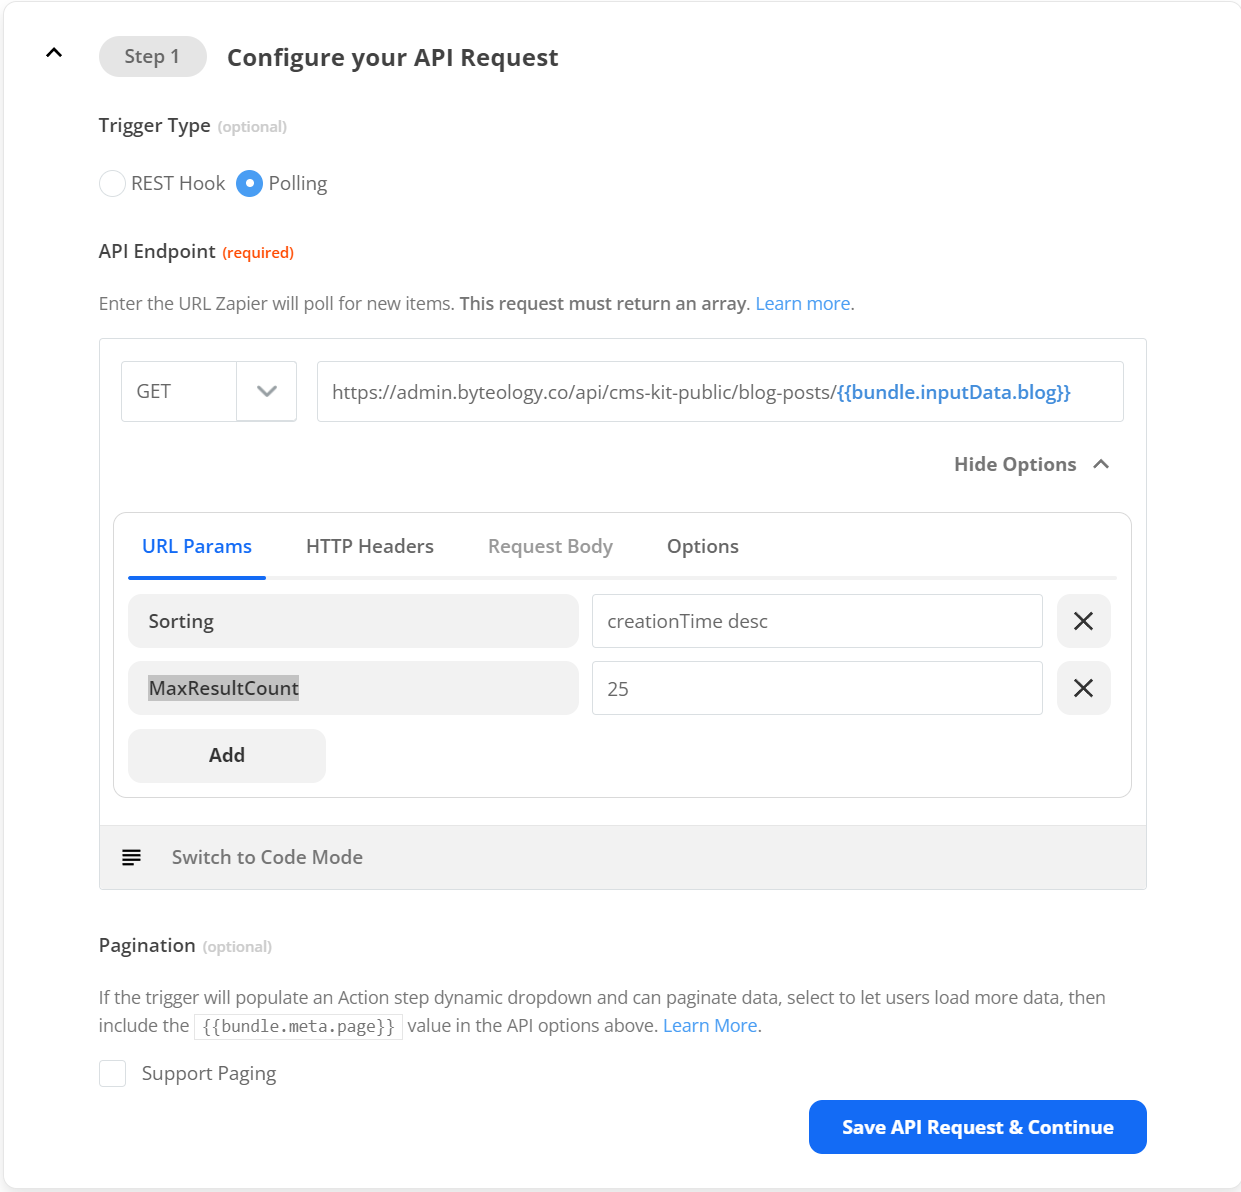 Step 1
Configure your API Request
Trigger Type (optional)
REST Hook
Polling
API Endpoint (required)
Enter the URL Zapier will poll for new items. This request must return an array. Learn more.
GET
https://admin.byteology.co/api/cms-kit-public/blog-posts/{{bundle.inputData.blog}}
Hide Options
URL Params
HTTP Headers
Request Body
Options
Sorting
creationTime desc
MaxResultCount
25
Add
Switch to Code Mode
Pagination (optional)
If the trigger will populate an Action step dynamic dropdown and can paginate data, select to let users load more data, then
include the {{bundle.meta.page}} value in the API options above. Learn More.
Support Paging
Save API Request & Continue